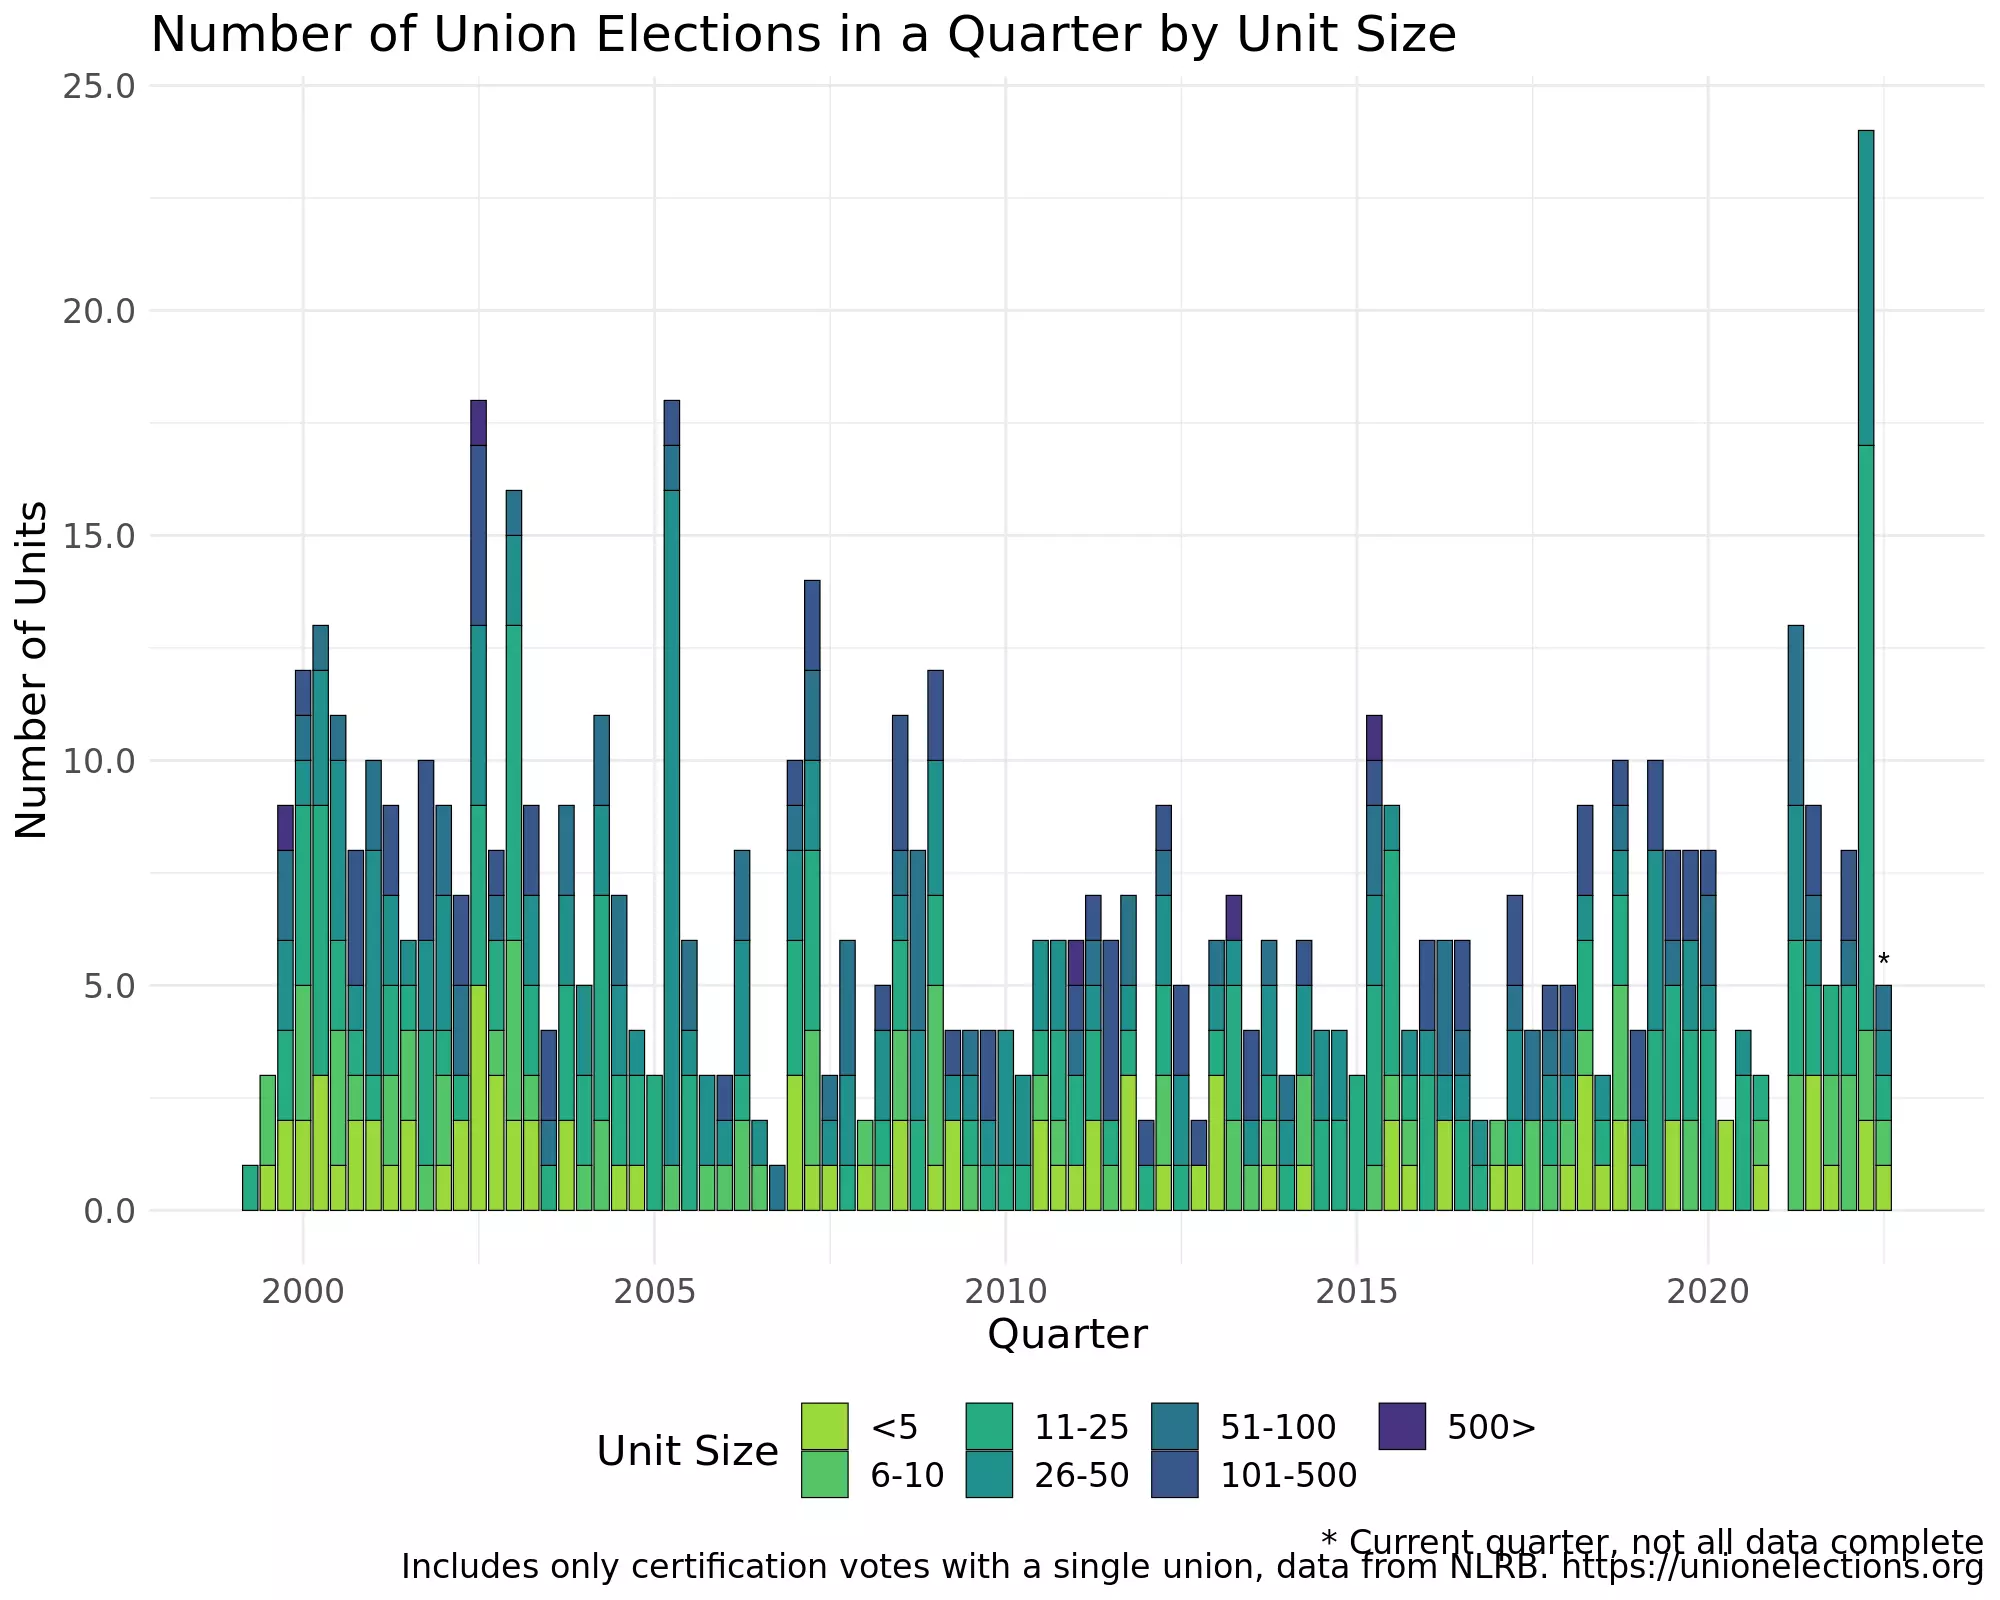 Number of Union Elections in a Quarter by Unit Size
Number of Units
25.0
20.0
15.0
10.0
5.0
0.0
*
2000 2005 2010 2015 2020
Quarter
Unit Size
<5 11-25 51-100 500>
6-10 26-50 101-500
* Current quarter, not all data complete
Includes only certification votes with a single union, data from NLRB. https://unionelections.org